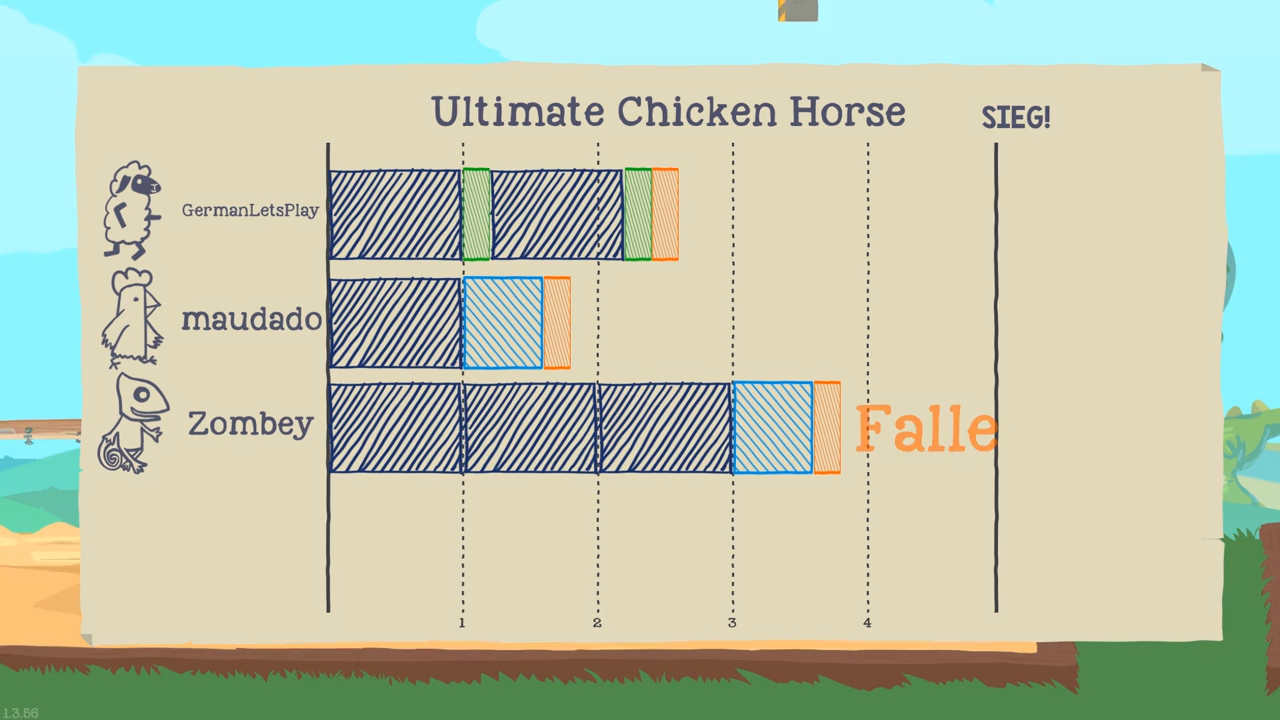 Ultimate Chicken Horse
SIEG!
GermanLetsPlay
maudado
Zombey
Falle
1 2 3 4
1.3.56